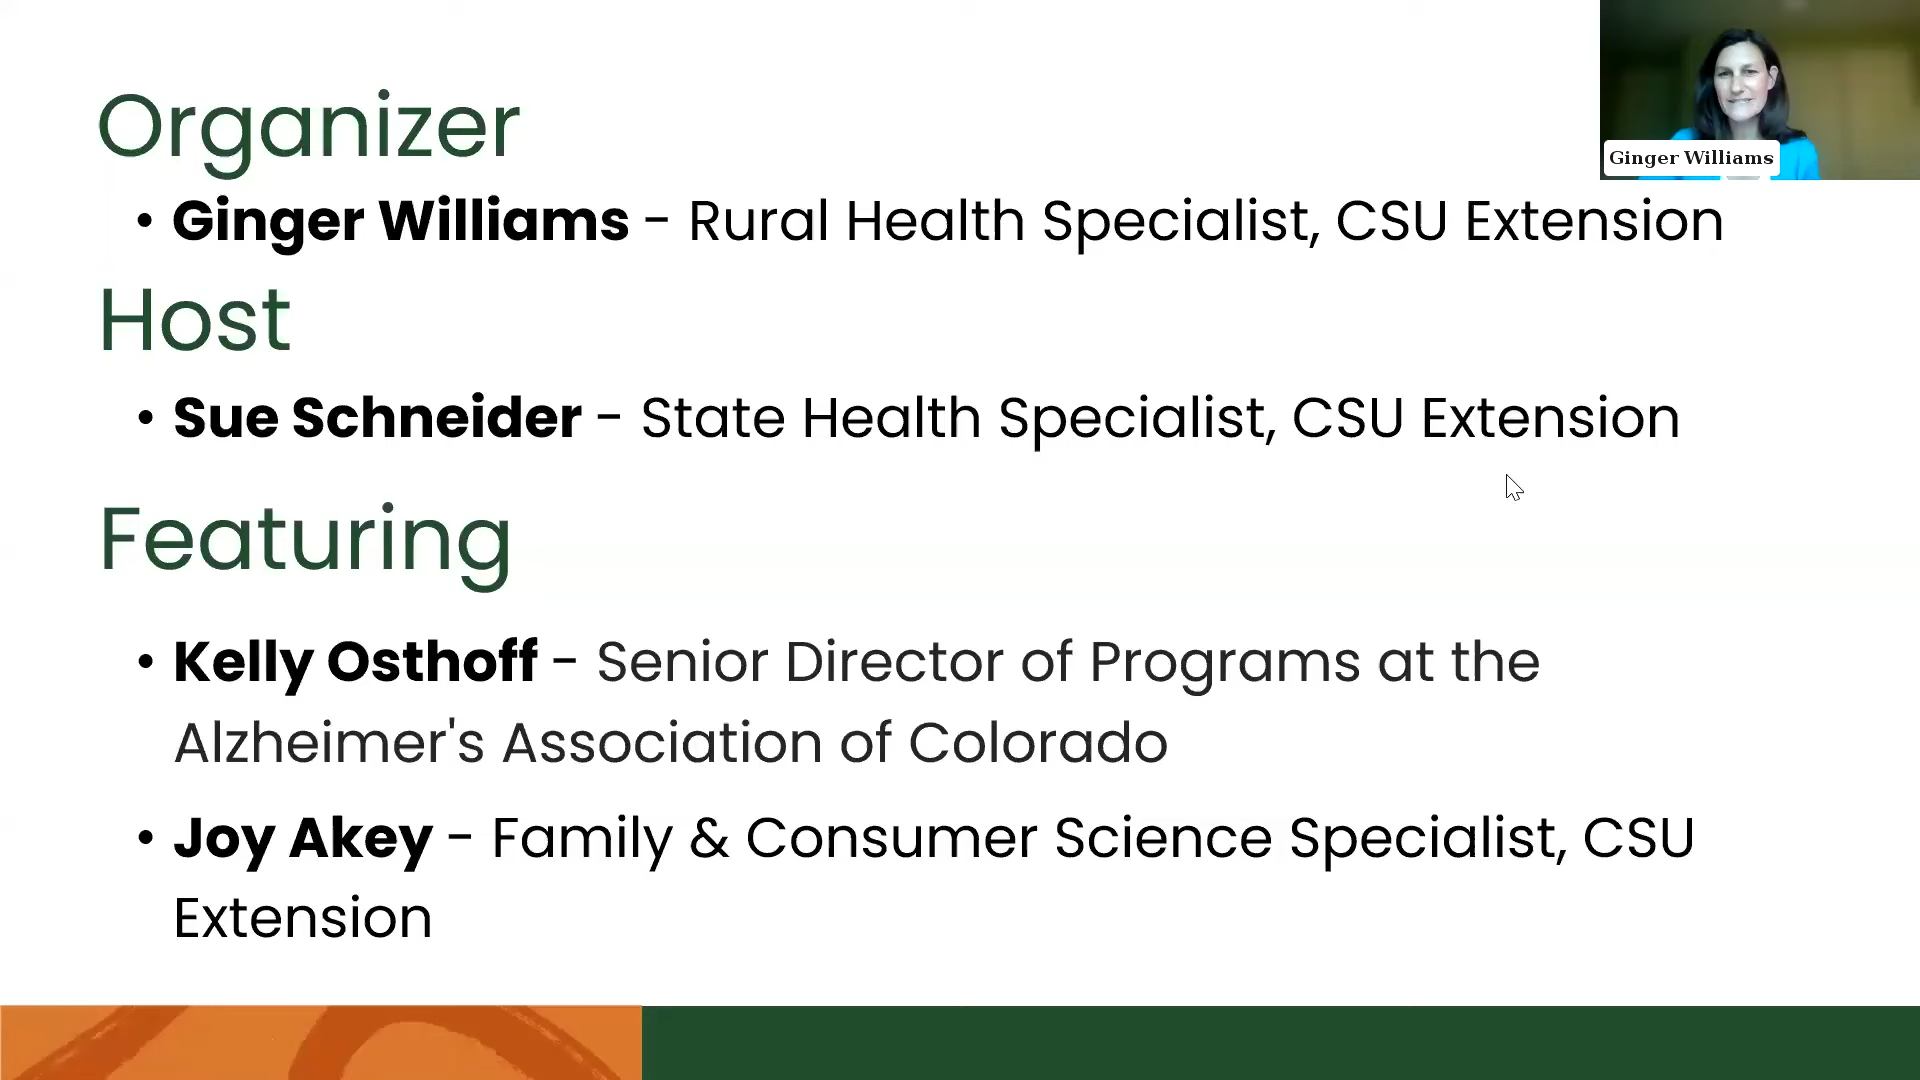 Organizer
• Ginger Williams - Rural Health Specialist, CSU Extension
Host
• Sue Schneider - State Health Specialist, CSU Extension
Featuring
• Kelly Osthoff - Senior Director of Programs at the
Alzheimer's Association of Colorado
• Joy Akey - Family & Consumer Science Specialist, CSU
Extension
Ginger Williams